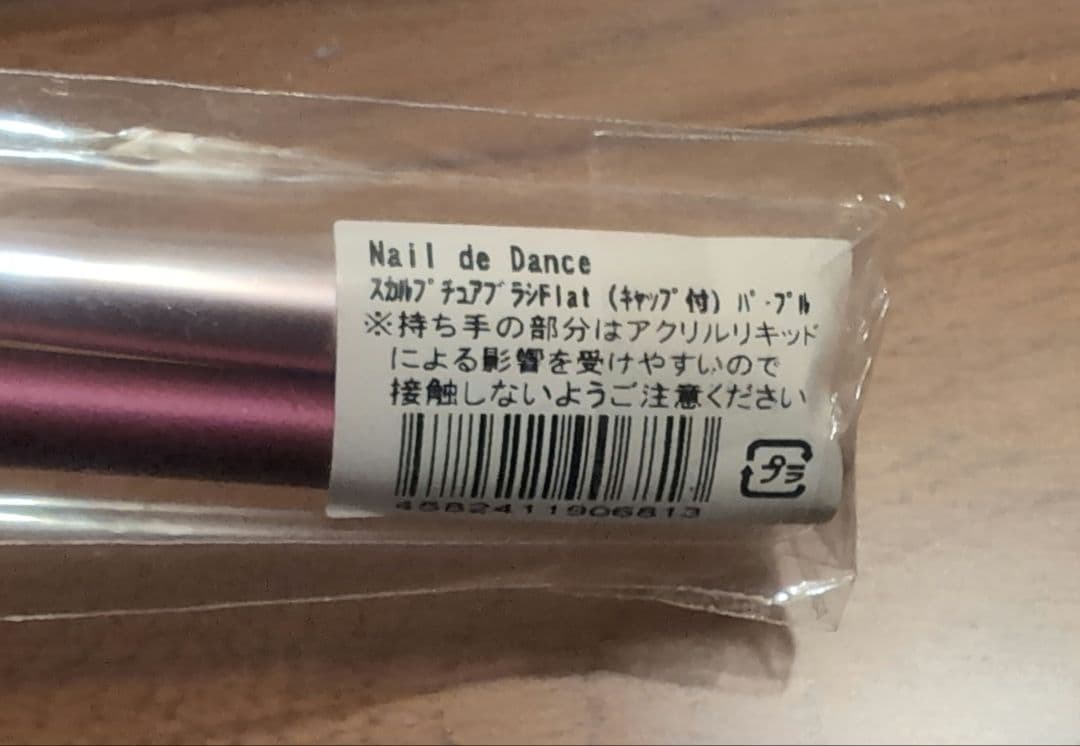 Nail de Dance
ｽｶﾙﾌﾟﾁｭｱﾌﾞﾗｼFlat (ｷｬｯﾌﾟ付) ﾊﾟｰﾌﾟﾙ
※持ち手の部分はアクリルリキッド
による影響を受けやすいので
接触しないようご注意ください
プラ
4582411906813